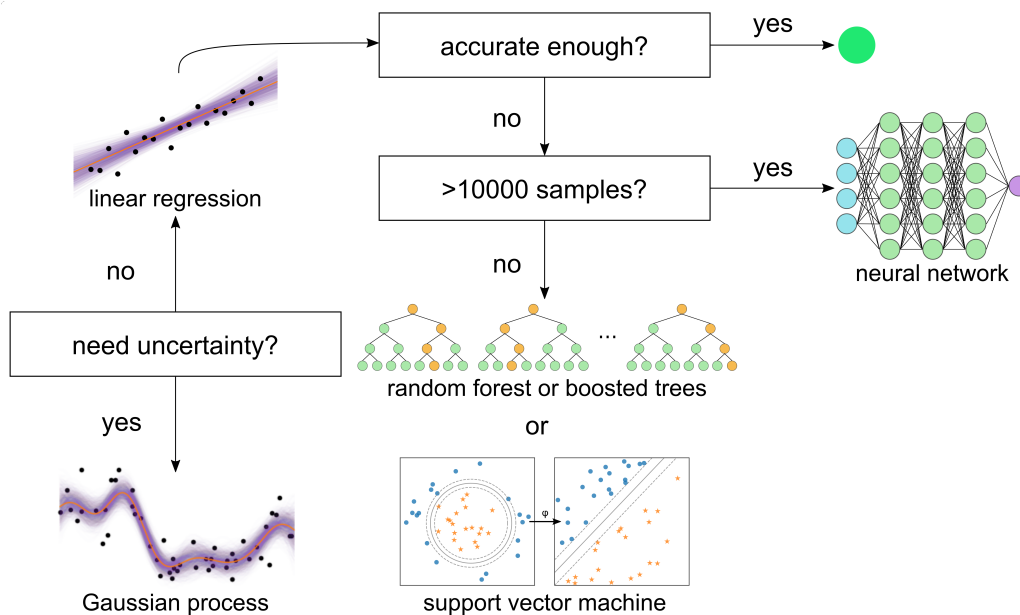 accurate enough?
yes
no
linear regression
>10000 samples?
yes
neural network
no
no
need uncertainty?
yes
...
random forest or boosted trees
or
φ
Gaussian process
support vector machine